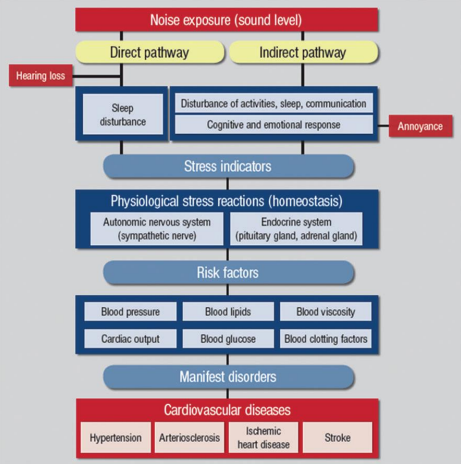 Noise exposure (sound level)
Direct pathway
Indirect pathway
Hearing loss
Sleep
disturbance
Disturbance of activities, sleep, communication
Cognitive and emotional response
Annoyance
Stress indicators
Physiological stress reactions (homeostasis)
Autonomic nervous system
(sympathetic nerve)
Endocrine system
(pituitary gland, adrenal gland)
Risk factors
Blood pressure
Blood lipids
Blood viscosity
Cardiac output
Blood glucose
Blood clotting factors
Manifest disorders
Cardiovascular diseases
Hypertension
Arteriosclerosis
Ischemic
heart disease
Stroke